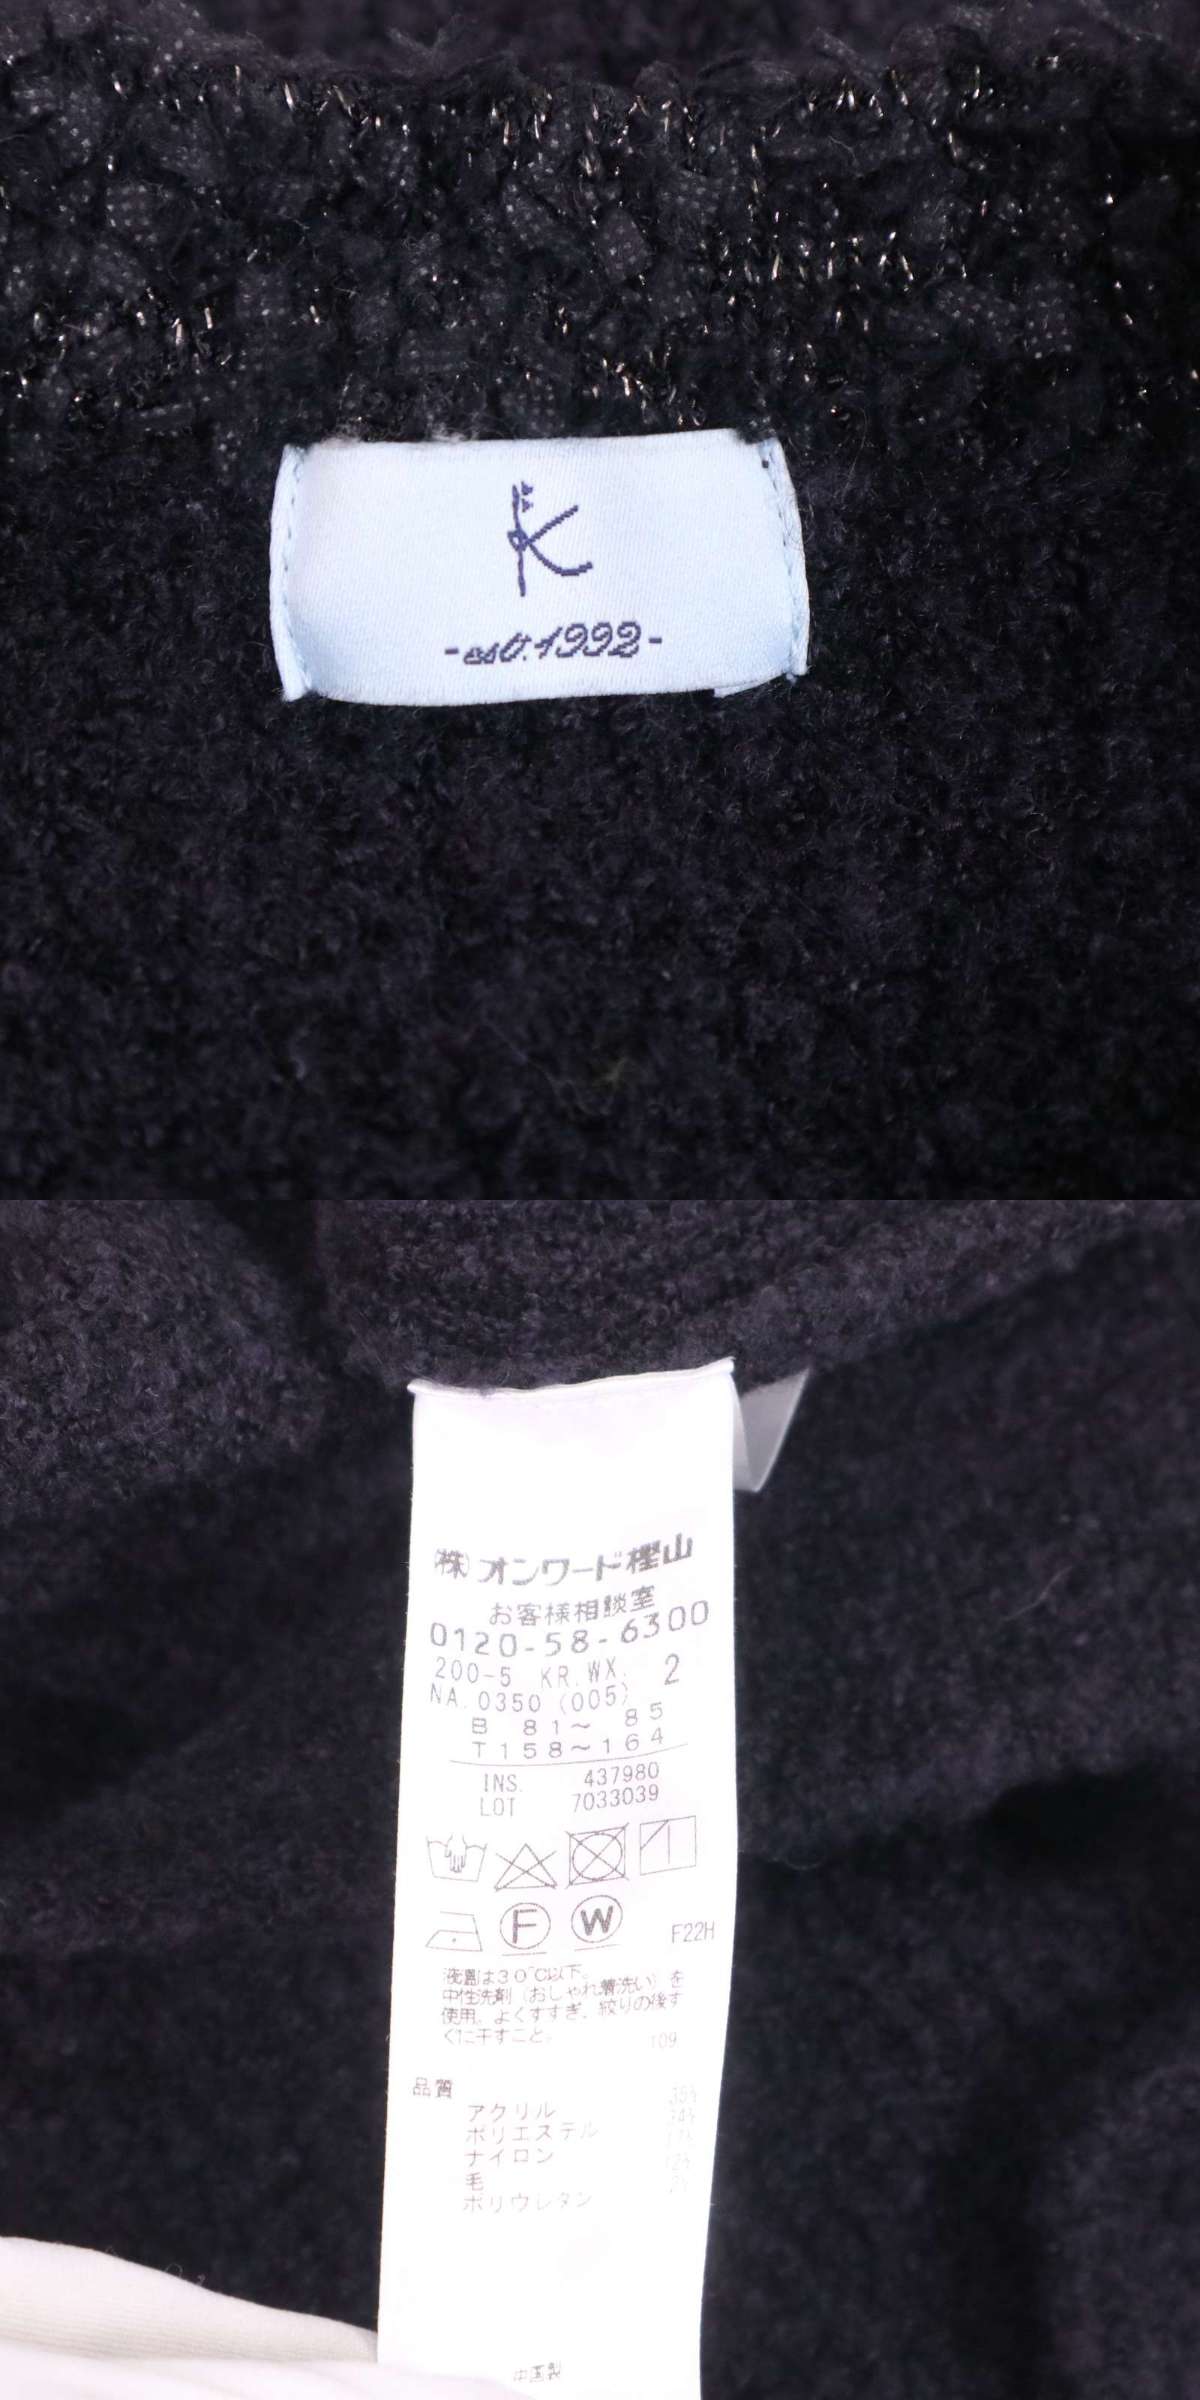 K
-est.1992-
(株)オンワード樫山
お客様相談室
0120-58-6300
200-5 KR.WX. 2
NA.0350 (005)
B 81～ 85
T158～164
INS. 437980
LOT 7033039
F W
F22H
液温は30℃以下。
中性洗剤（おしゃれ着洗い）を
使用。よくすすぎ、絞りの後す
ぐに干すこと。
109
品質
アクリル
ポリエステル
ナイロン
毛
ポリウレタン
中国製